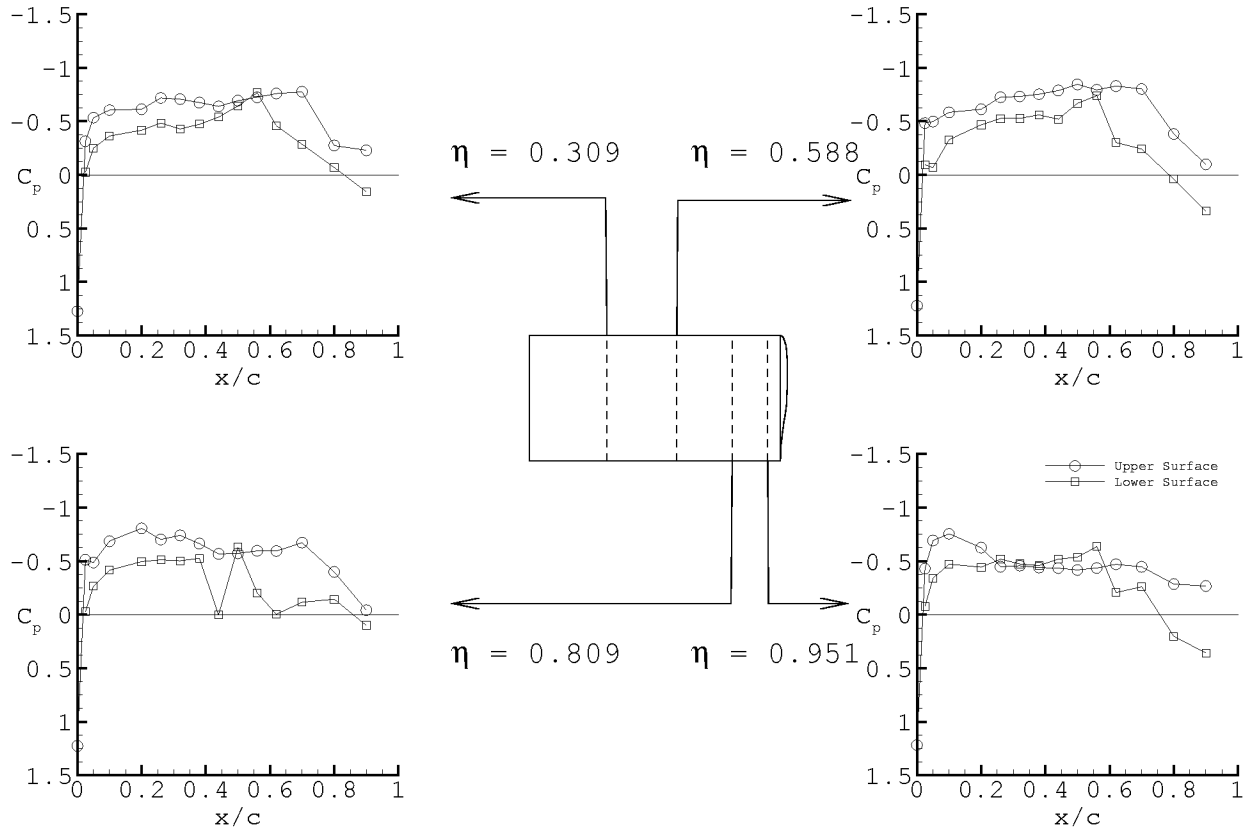 -1.5
-1
-0.5
0
0.5
1
1.5
C_p
0 0.2 0.4 0.6 0.8 1
x/c
η = 0.309
η = 0.588
-1.5
-1
-0.5
0
0.5
1
1.5
C_p
0 0.2 0.4 0.6 0.8 1
x/c
-1.5
-1
-0.5
0
0.5
1
1.5
C_p
0 0.2 0.4 0.6 0.8 1
x/c
η = 0.809
η = 0.951
-1.5
-1
-0.5
0
0.5
1
1.5
C_p
0 0.2 0.4 0.6 0.8 1
x/c
Upper Surface
Lower Surface